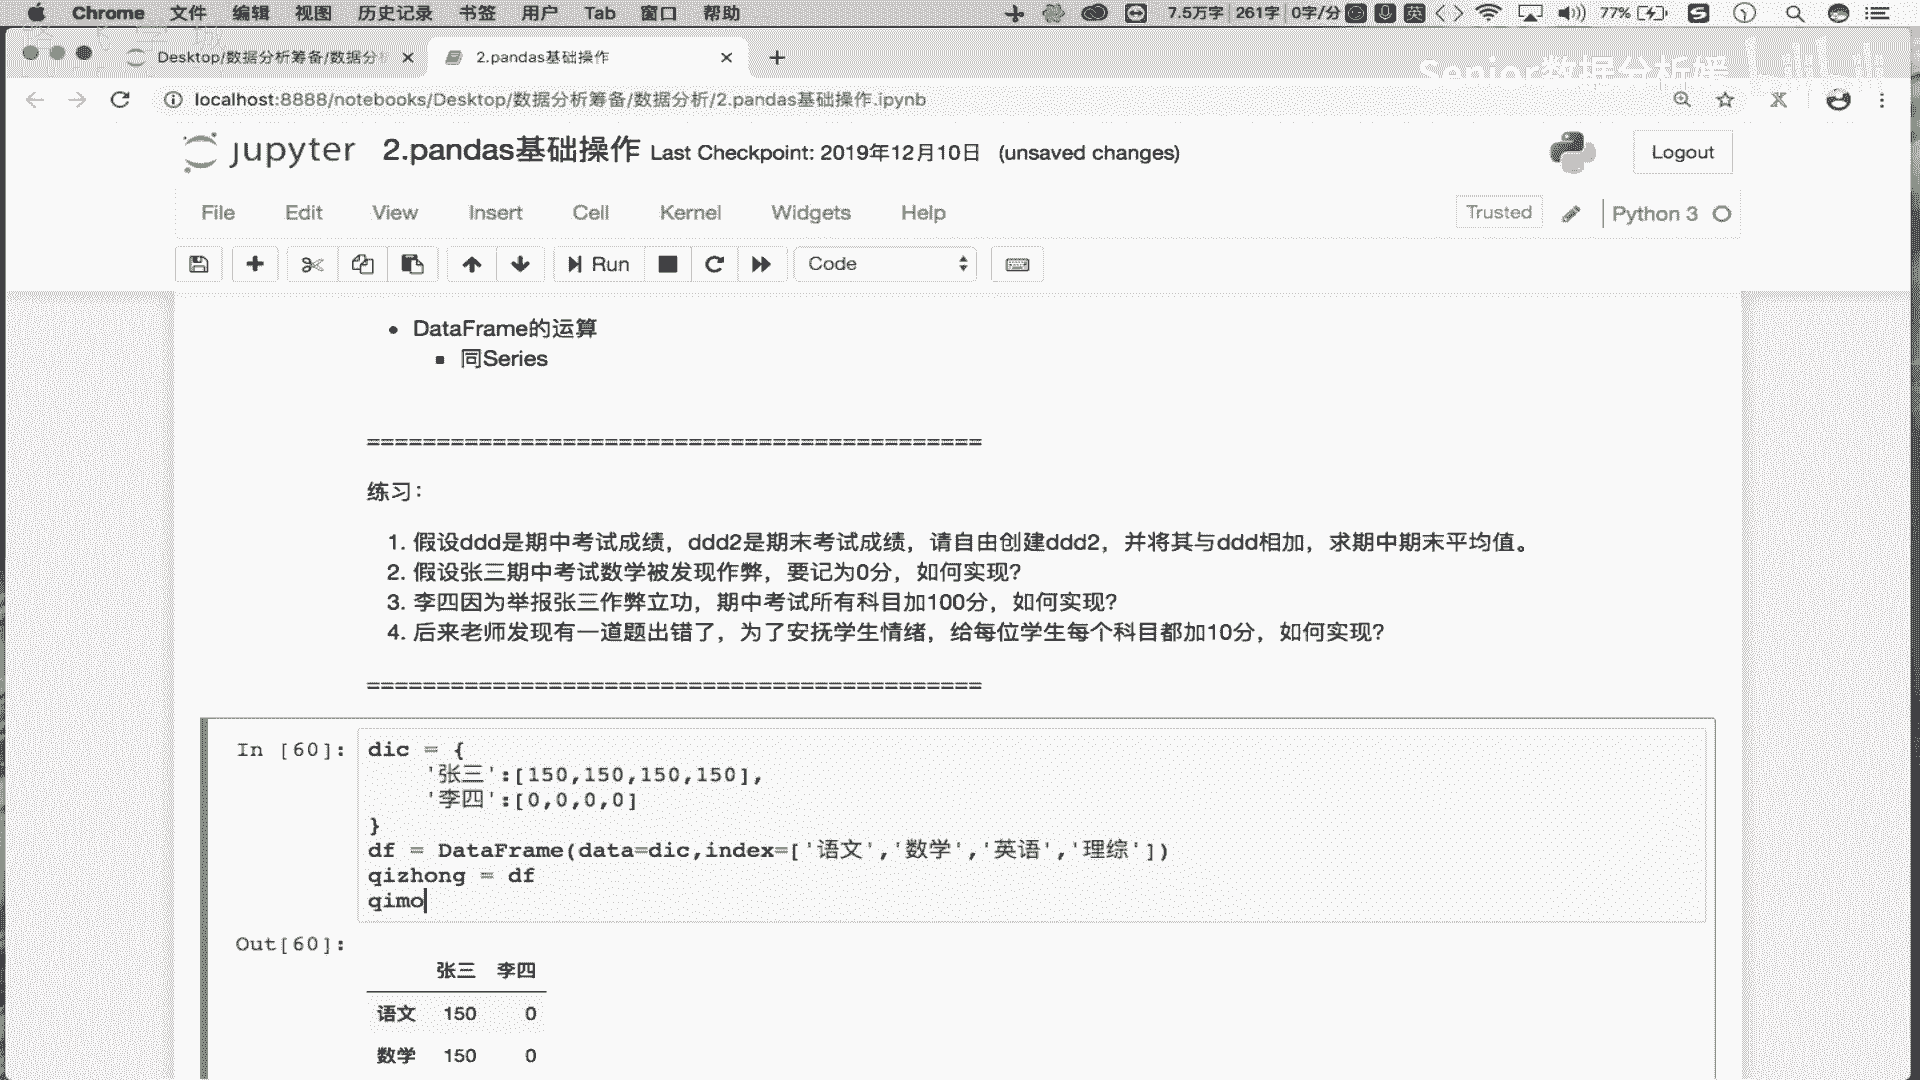 Chrome 文件 编辑 视图 历史记录 书签 用户 Tab 窗口 帮助 7.5万字 261字 0字/分 英 77%
Desktop/数据分析筹备/数据分析
2.pandas基础操作
Senior数据分析媛
localhost:8888/notebooks/Desktop/数据分析筹备/数据分析/2.pandas基础操作.ipynb
jupyter 2.pandas基础操作 Last Checkpoint: 2019年12月10日 (unsaved changes)
Logout
File Edit View Insert Cell Kernel Widgets Help
Trusted Python 3
Run Code
DataFrame的运算
同Series
============================================
练习:
1. 假设ddd是期中考试成绩，ddd2是期末考试成绩，请自由创建ddd2，并将其与ddd相加，求期中期末平均值。
2. 假设张三期中考试数学被发现作弊，要记为0分，如何实现?
3. 李四因为举报张三作弊立功，期中考试所有科目加100分，如何实现?
4. 后来老师发现有一道题出错了，为了安抚学生情绪，给每位学生每个科目都加10分，如何实现?
============================================
In [60]: dic = {
'张三':[150,150,150,150],
'李四':[0,0,0,0]
}
df = DataFrame(data=dic,index=['语文','数学','英语','理综'])
qizhong = df
qimo
Out[60]:
张三 李四
语文 150 0
数学 150 0